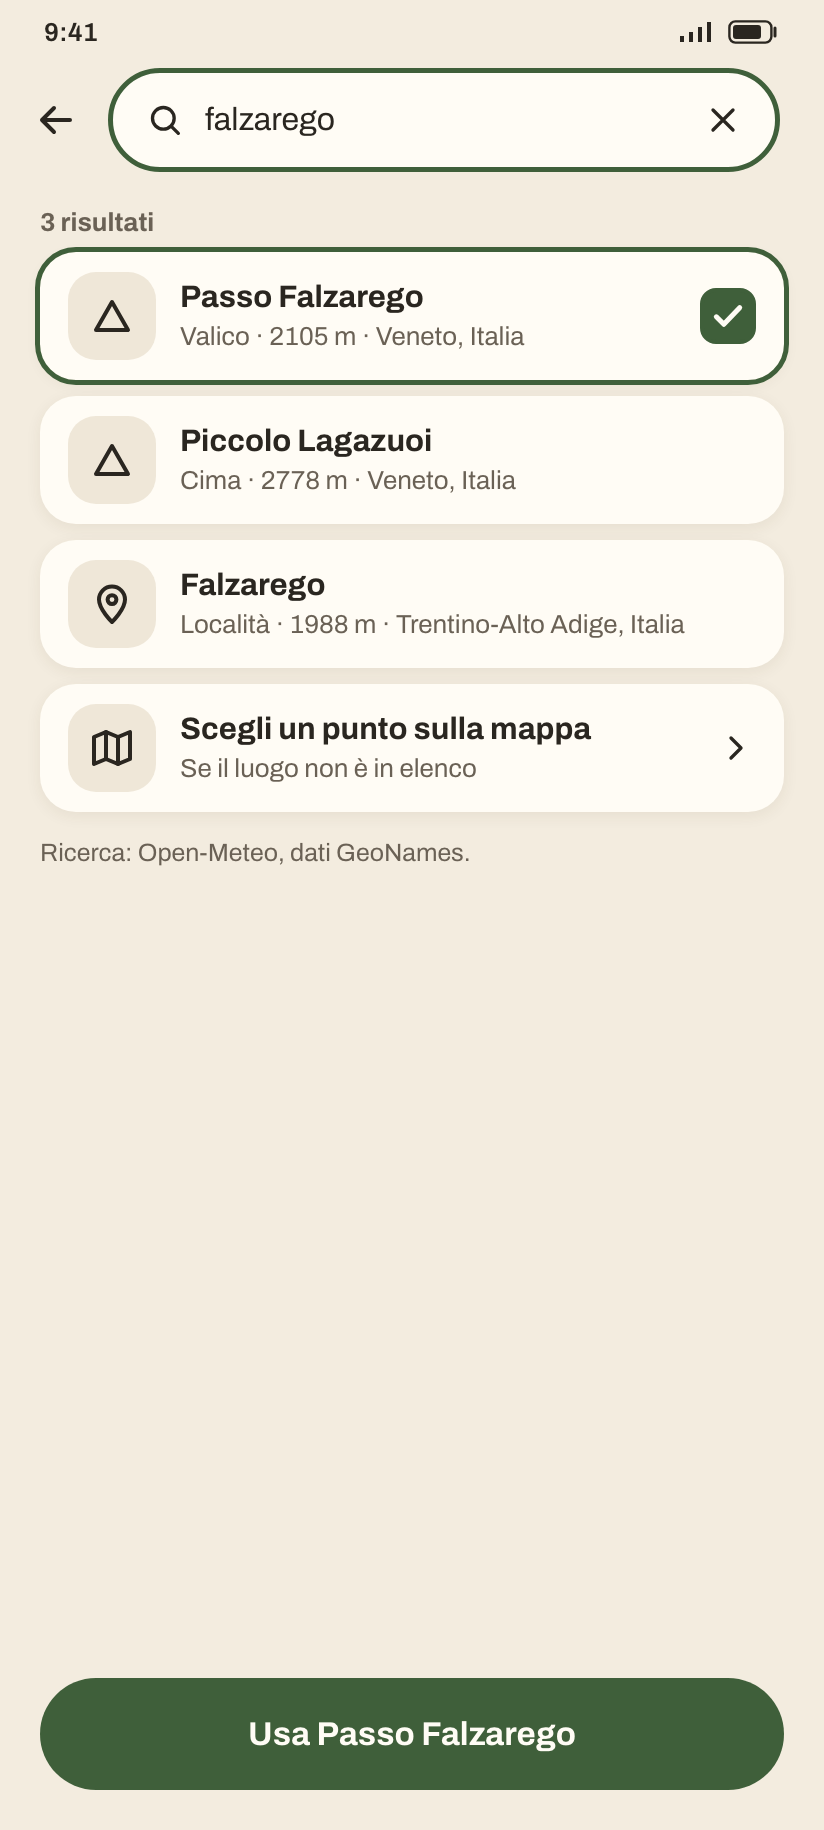 9:41
falzarego
3 risultati
Passo Falzarego
Valico · 2105 m · Veneto, Italia
Piccolo Lagazuoi
Cima · 2778 m · Veneto, Italia
Falzarego
Località · 1988 m · Trentino-Alto Adige, Italia
Scegli un punto sulla mappa
Se il luogo non è in elenco
Ricerca: Open-Meteo, dati GeoNames.
Usa Passo Falzarego